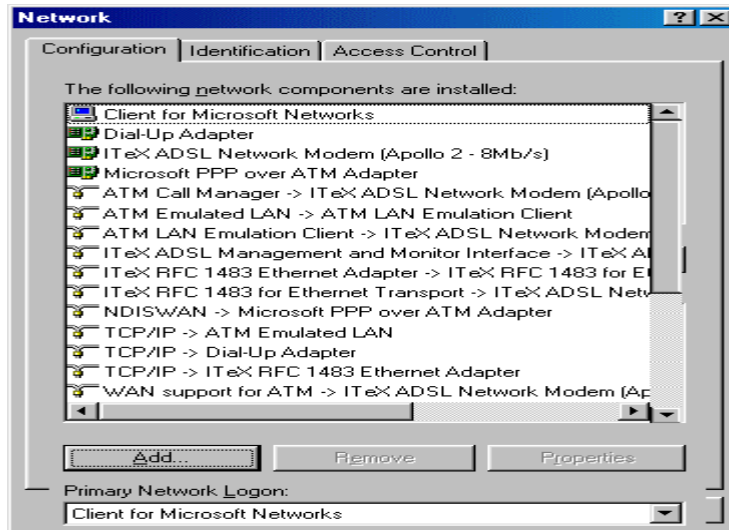 Network
Configuration Identification Access Control
The following network components are installed:
Client for Microsoft Networks
Dial-Up Adapter
ITeX ADSL Network Modem (Apollo 2 - 8Mb/s)
Microsoft PPP over ATM Adapter
ATM Call Manager -> ITeX ADSL Network Modem (Apollo
ATM Emulated LAN -> ATM LAN Emulation Client
ATM LAN Emulation Client -> ITeX ADSL Network Modem
ITeX ADSL Management and Monitor Interface -> ITeX A
ITeX RFC 1483 Ethernet Adapter -> ITeX RFC 1483 for E
ITeX RFC 1483 for Ethernet Transport -> ITeX ADSL Netw
NDISWAN -> Microsoft PPP over ATM Adapter
TCP/IP -> ATM Emulated LAN
TCP/IP -> Dial-Up Adapter
TCP/IP -> ITeX RFC 1483 Ethernet Adapter
WAN support for ATM -> ITeX ADSL Network Modem (Ap
Add... Remove Properties
Primary Network Logon:
Client for Microsoft Networks